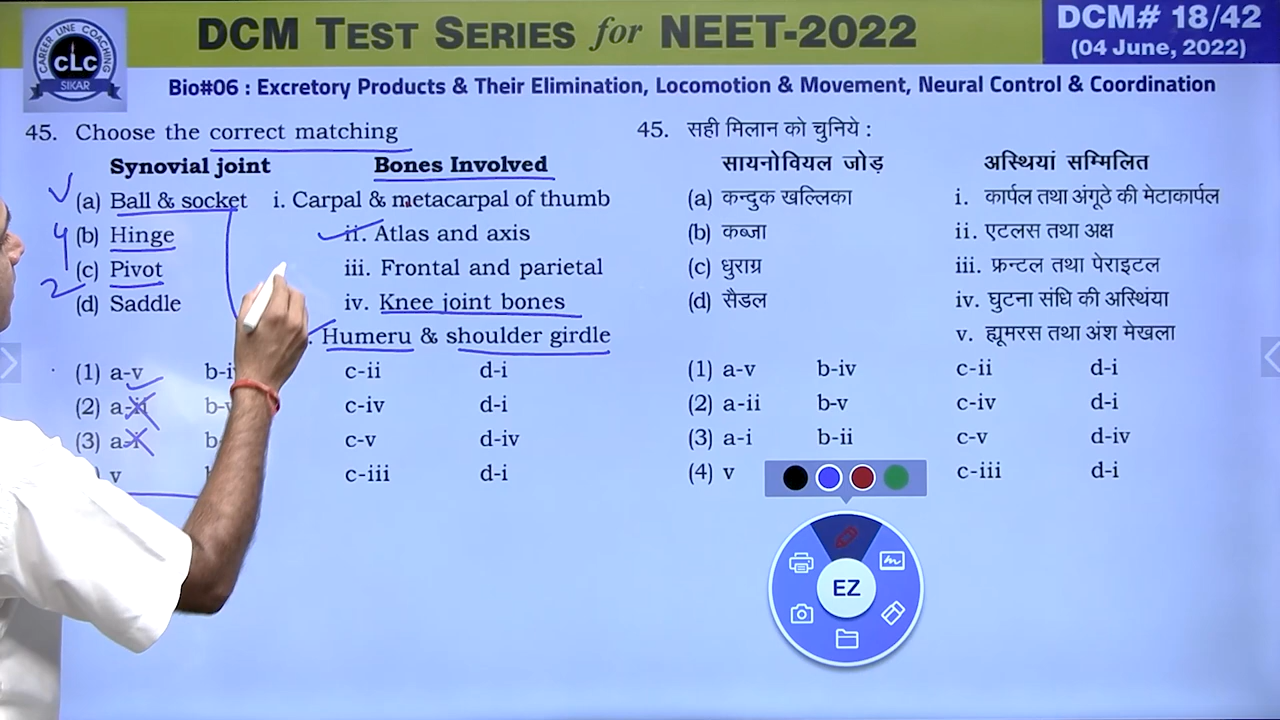 CAREER LINE COACHING
CLC
SIKAR
DCM TEST SERIES for NEET-2022
DCM# 18/42
(04 June, 2022)
Bio#06 : Excretory Products & Their Elimination, Locomotion & Movement, Neural Control & Coordination
45. Choose the correct matching
Synovial joint Bones Involved
(a) Ball & socket i. Carpal & metacarpal of thumb
(b) Hinge ii. Atlas and axis
(c) Pivot iii. Frontal and parietal
(d) Saddle iv. Knee joint bones
Humeru & shoulder girdle
(1) a-v c-ii d-i
(2) a-ii c-iv d-i
(3) a-i c-v d-iv
v c-iii d-i
45. सही मिलान को चुनिये :
सायनोवियल जोड़ अस्थियां सम्मिलित
(a) कन्दुक खल्लिका i. कार्पल तथा अंगूठे की मेटाकार्पल
(b) कब्जा ii. एटलस तथा अक्ष
(c) धुराग्र iii. फ्रन्टल तथा पेराइटल
(d) सैडल iv. घुटना संधि की अस्थिंया
v. ह्यूमरस तथा अंश मेखला
(1) a-v b-iv c-ii d-i
(2) a-ii b-v c-iv d-i
(3) a-i b-ii c-v d-iv
(4) v c-iii d-i
EZ